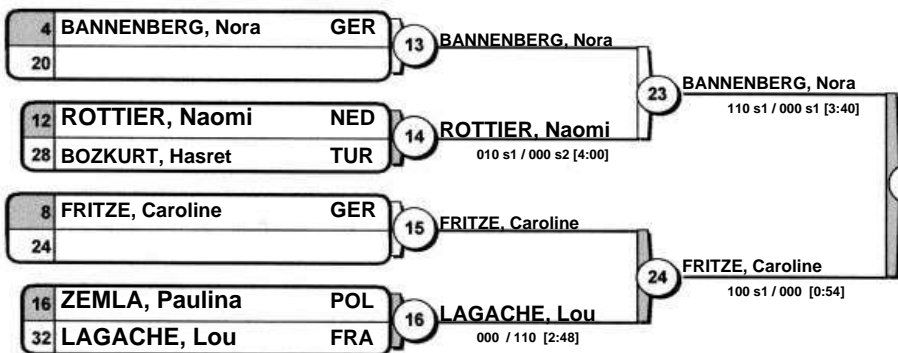 4 BANNENBERG, Nora GER
20
13 BANNENBERG, Nora
12 ROTTIER, Naomi NED
28 BOZKURT, Hasret TUR
14 ROTTIER, Naomi
010 s1 / 000 s2 [4:00]
23 BANNENBERG, Nora
110 s1 / 000 s1 [3:40]
8 FRITZE, Caroline GER
24
15 FRITZE, Caroline
16 ZEMLA, Paulina POL
32 LAGACHE, Lou FRA
16 LAGACHE, Lou
000 / 110 [2:48]
24 FRITZE, Caroline
100 s1 / 000 [0:54]